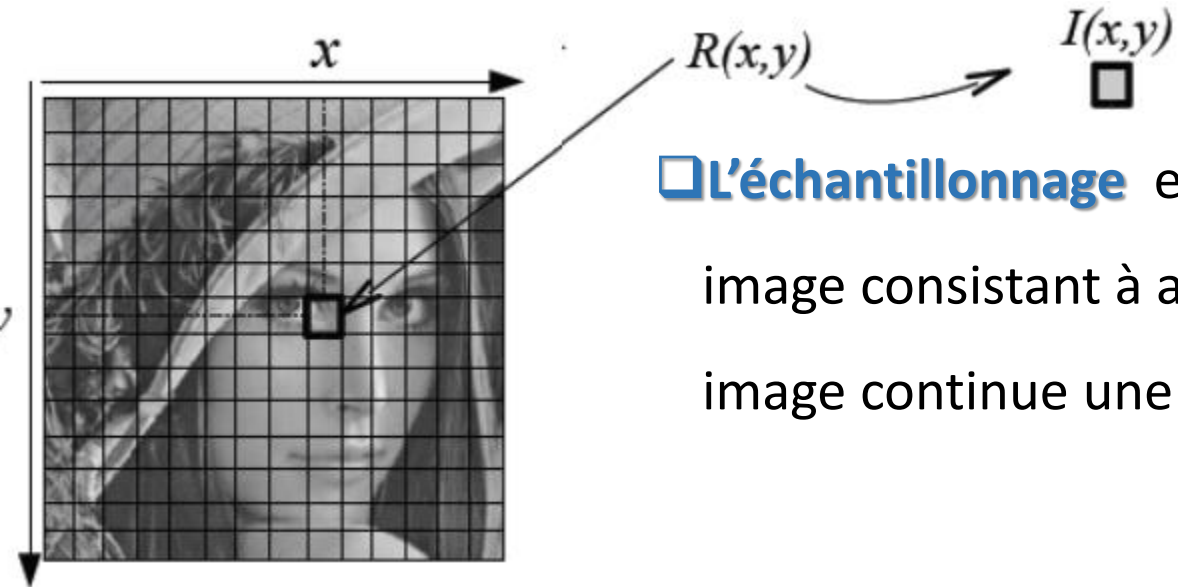 x
R(x,y)
I(x,y)
y
❑L'échantillonnage e
image consistant à a
image continue une